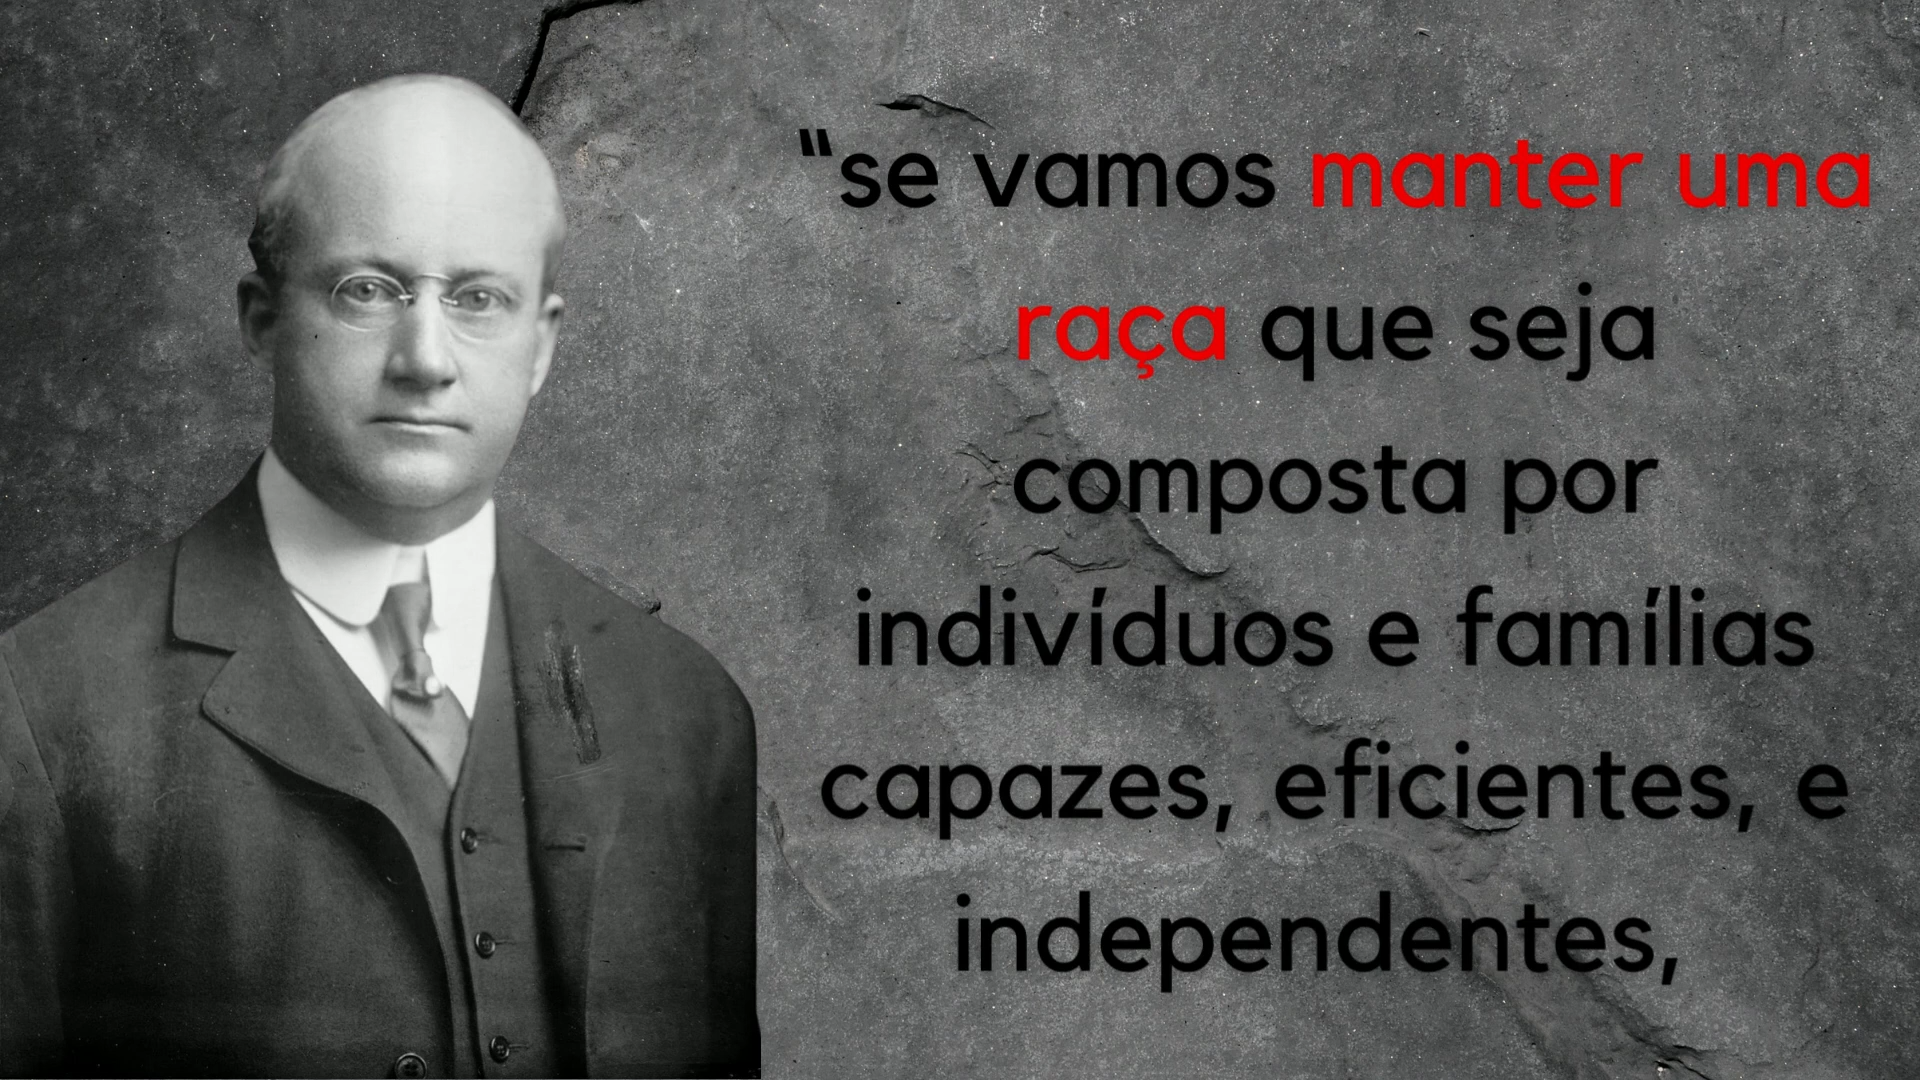 "se vamos manter uma
raça que seja
composta por
indivíduos e famílias
capazes, eficientes, e
independentes,